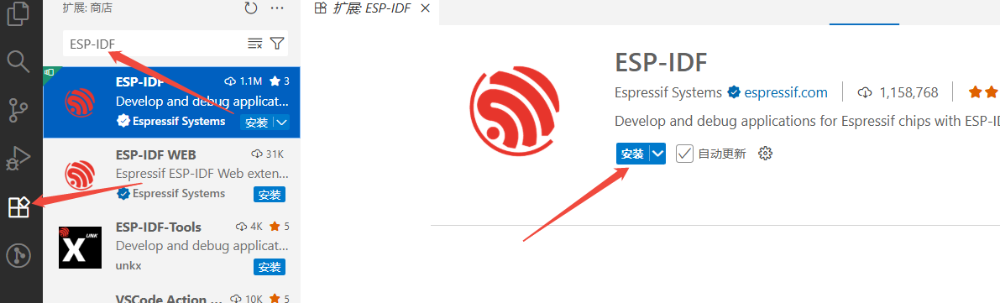 扩展: 商店
ESP-IDF
ESP-IDF 1.1M 3
Develop and debug applicat...
Espressif Systems 安装
ESP-IDF WEB 31K
Espressif ESP-IDF Web exten...
Espressif Systems 安装
ESP-IDF-Tools 4K 5
Develop and debug applicat...
unkx 安装
X UNK
VSCode Action ... 10K 5
扩展: ESP-IDF
ESP-IDF
Espressif Systems espressif.com 1,158,768
Develop and debug applications for Espressif chips with ESP-I
安装 自动更新